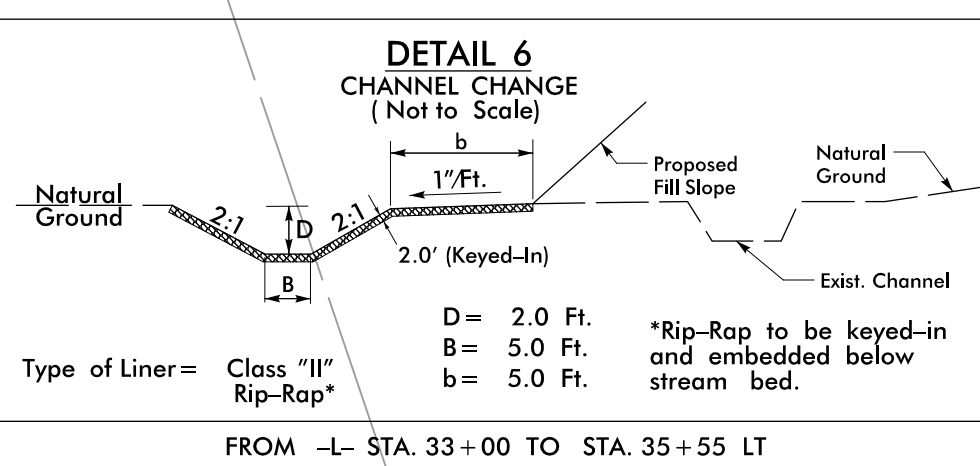 DETAIL 6
CHANNEL CHANGE
( Not to Scale)
b
1"/Ft.
Proposed
Fill Slope
Natural
Ground
Natural
Ground
2:1
D
2:1
2.0' (Keyed-In)
B
Exist. Channel
D= 2.0 Ft.
B= 5.0 Ft.
b= 5.0 Ft.
*Rip-Rap to be keyed-in
and embedded below
stream bed.
Type of Liner= Class "II"
Rip-Rap*
FROM -L- STA. 33+00 TO STA. 35+55 LT